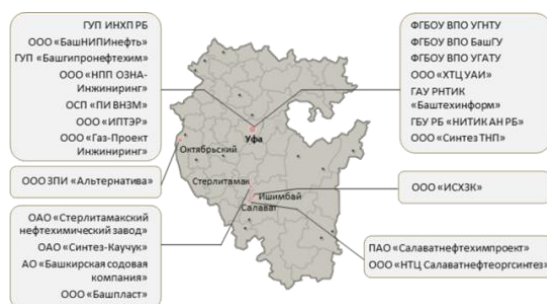 ГУП ИНХП РБ
ООО «БашНИПИнефть»
ГУП «Башгипронефтехим»
ООО «НПП ОЗНА-
Инжиниринг»
ОСП «ПИ ВНЗМ»
ООО «ИПТЭР»
ООО «Газ-Проект
Инжиниринг»
ООО ЗПИ «Альтернатива»
ОАО «Стерлитамакский
нефтехимический завод»
ОАО «Синтез-Каучук»
АО «Башкирская содовая
компания»
ООО «Башпласт»
Октябрьский
Уфа
Стерлитамак
Ишимбай
Салават
ФГБОУ ВПО УГНТУ
ФГБОУ ВПО БашГУ
ФГБОУ ВПО УГАТУ
ООО «ХТЦ УАИ»
ГАУ РНТИК
«Баштехинформ»
ГБУ РБ «НИТИК АН РБ»
ООО «Синтез ТНП»
ООО «ИСХЗК»
ПАО «Салаватнефтехимпроект»
ООО «НТЦ Салаватнефтеоргсинтез»